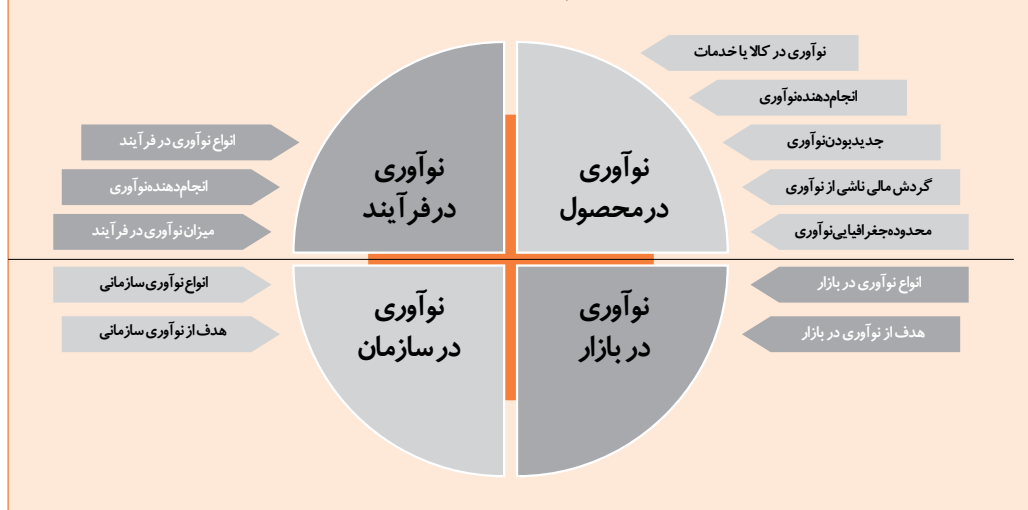 نوآوری در کالا یا خدمات
انجام‌دهنده‌نوآوری
جدیدبودن‌نوآوری
گردش مالی ناشی از نوآوری
محدوده‌جغرافیایی‌نوآوری
نوآوری
در محصول
نوآوری
در فرآیند
انواع نوآوری در فرآیند
انجام‌دهنده‌نوآوری
میزان نوآوری در فرآیند
انواع نوآوری در بازار
هدف از نوآوری در بازار
نوآوری
در بازار
نوآوری
در سازمان
انواع نوآوری سازمانی
هدف از نوآوری سازمانی